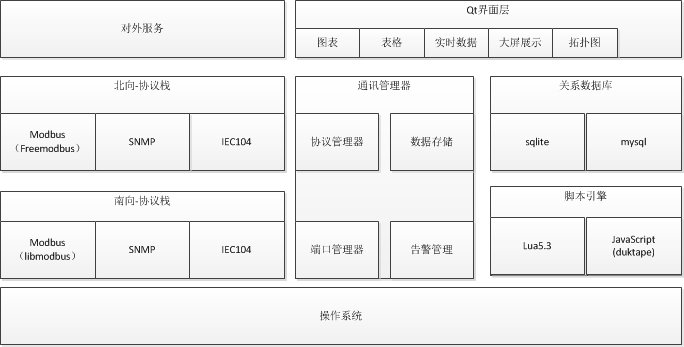 对外服务
Qt界面层
图表
表格
实时数据
大屏展示
拓扑图
北向-协议栈
Modbus
（Freemodbus）
SNMP
IEC104
通讯管理器
协议管理器
数据存储
端口管理器
告警管理
关系数据库
sqlite
mysql
南向-协议栈
Modbus
（libmodbus）
SNMP
IEC104
脚本引擎
Lua5.3
JavaScript
(duktape)
操作系统